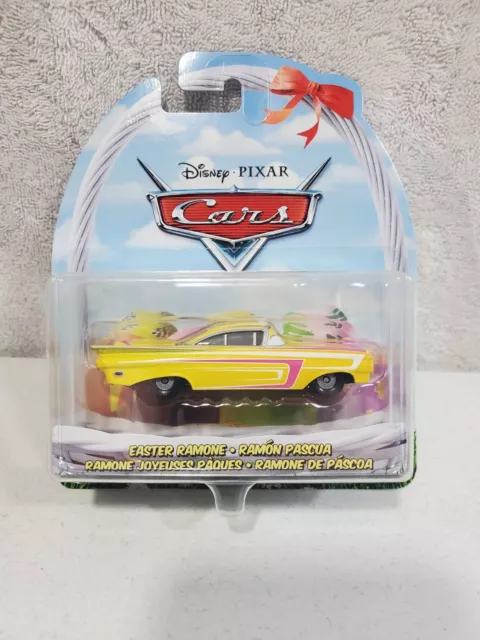 Disney · PIXAR
Cars
EASTER RAMONE • RAMÓN PASCUA
RAMONE JOYEUSES PÂQUES • RAMONE DE PÁSCOA